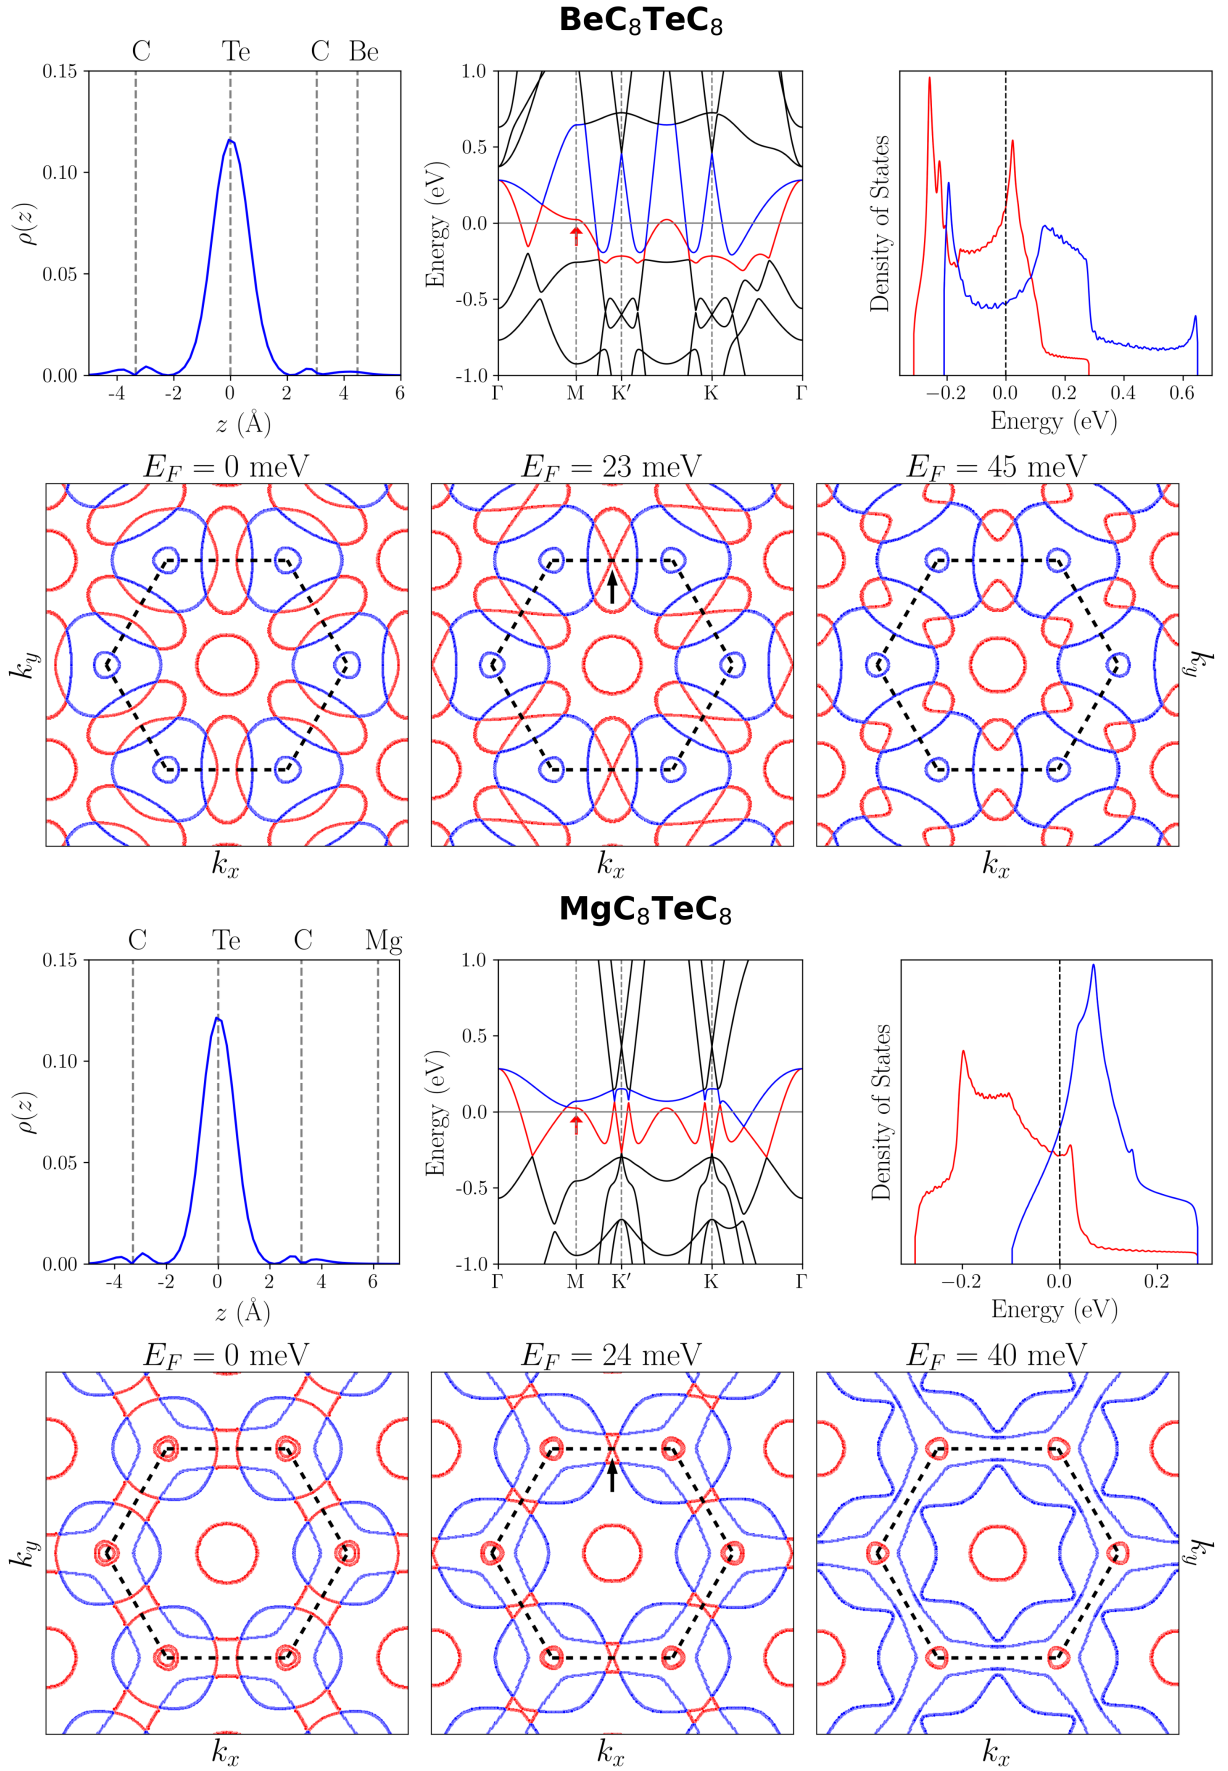 BeC₈TeC₈
C Te C Be
0.15
0.10
0.05
0.00
ρ(z)
-4 -2 0 2 4 6
z (Å)
1.0
0.5
0.0
-0.5
-1.0
Energy (eV)
Γ M K′ K Γ
Density of States
−0.2 0.0 0.2 0.4 0.6
Energy (eV)
E_F = 0 meV
E_F = 23 meV
E_F = 45 meV
k_y
k_y
k_x
k_x
k_x
MgC₈TeC₈
C Te C Mg
0.15
0.10
0.05
0.00
ρ(z)
-4 -2 0 2 4 6
z (Å)
1.0
0.5
0.0
-0.5
-1.0
Energy (eV)
Γ M K′ K Γ
Density of States
−0.2 0.0 0.2
Energy (eV)
E_F = 0 meV
E_F = 24 meV
E_F = 40 meV
k_y
k_y
k_x
k_x
k_x